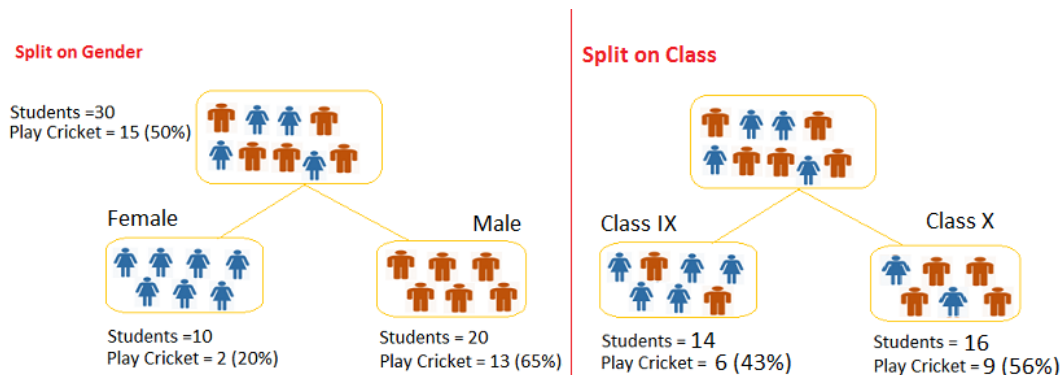 Split on Gender
Students =30
Play Cricket = 15 (50%)
Female
Male
Students =10
Play Cricket = 2 (20%)
Students = 20
Play Cricket = 13 (65%)
Split on Class
Class IX
Class X
Students = 14
Play Cricket = 6 (43%)
Students = 16
Play Cricket = 9 (56%)